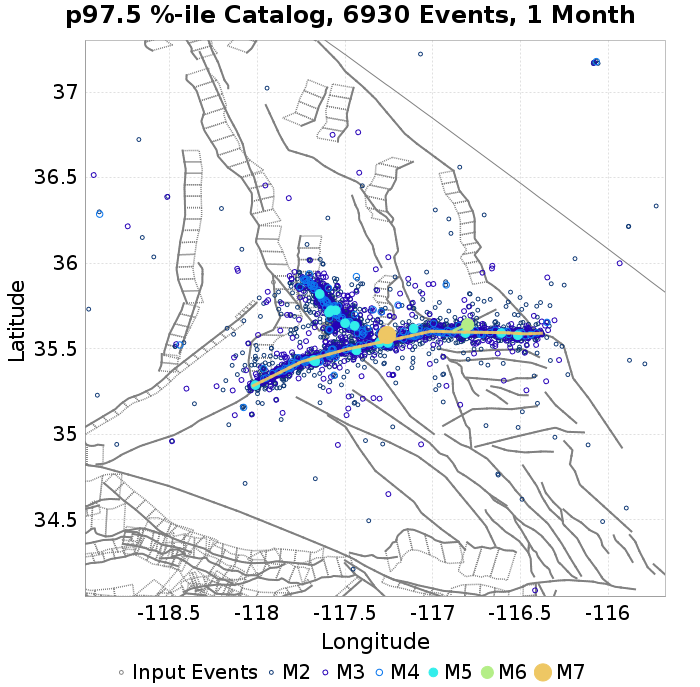 p97.5 %-ile Catalog, 6930 Events, 1 Month
37
36.5
36
35.5
35
34.5
Latitude
-118.5 -118 -117.5 -117 -116.5 -116
Longitude
Input Events M2 M3 M4 M5 M6 M7